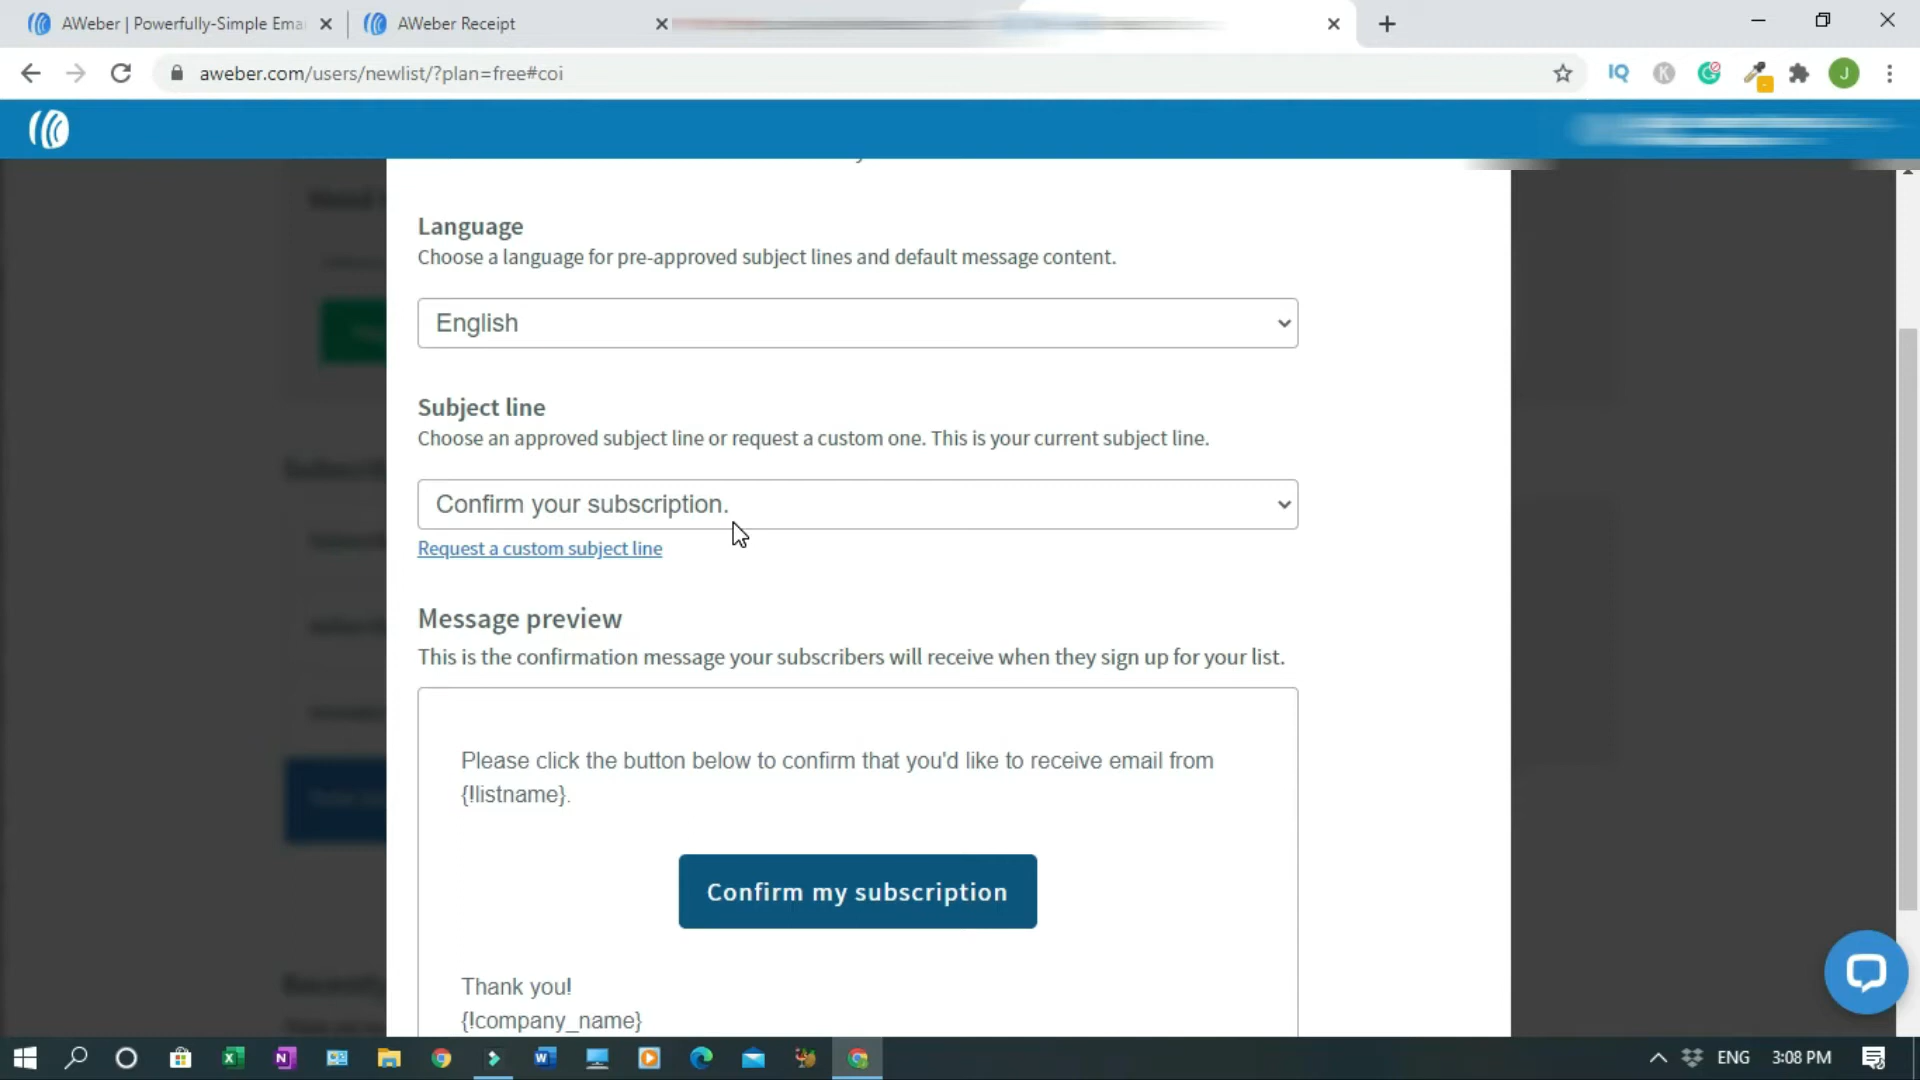 AWeber | Powerfully-Simple Emai
AWeber Receipt
aweber.com/users/newlist/?plan=free#coi
IQ
K
J
Language
Choose a language for pre-approved subject lines and default message content.
English
Subject line
Choose an approved subject line or request a custom one. This is your current subject line.
Confirm your subscription.
Request a custom subject line
Message preview
This is the confirmation message your subscribers will receive when they sign up for your list.
Please click the button below to confirm that you'd like to receive email from
{!listname}.
Confirm my subscription
Thank you!
{!company_name}
ENG
3:08 PM